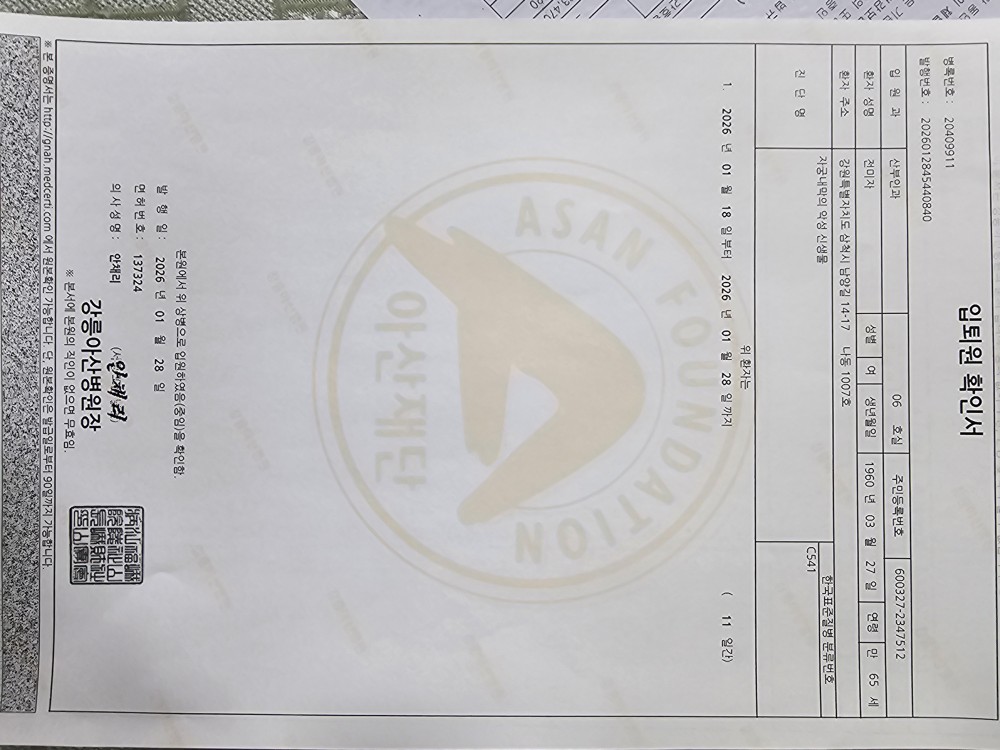 입퇴원 확인서
병록번호 : 20409911
발행번호 : 2026012845440840
입 원 과 산부인과 06 호실 주민등록번호 600327-2347512
환자 성명 전미자 성별 여 생년월일 1960 년 03 월 27 일 연령 만 65 세
환자 주소 강원특별자치도 삼척시 남양길 14-17 나동 1007호
진 단 명 한국표준질병 분류번호
자궁내막의 악성 신생물 C541
위 환자는
1. 2026 년 01 월 18 일부터 2026 년 01 월 28 일까지 ( 11 일간)
ASAN FOUNDATION
아산재단
본원에서 위 상병으로 입원하였음(중임)을 확인함.
발 행 일 : 2026 년 01 월 28 일
면허번호 : 137324
의사성명 : 안채리
강릉아산병원장
※ 본서에 본원의 직인이 없으면 무효임.
※ 본 증명서는 http://gnah.medcerti.com 에서 원본확인 가능합니다. 단, 원본확인은 발급일로부터 90일까지 가능합니다.